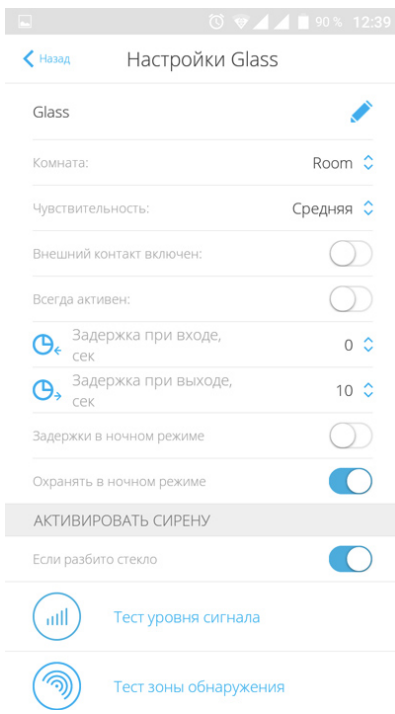 90 % 12:39
Назад Настройки Glass
Glass
Комната: Room
Чувствительность: Средняя
Внешний контакт включен:
Всегда активен:
Задержка при входе,
сек 0
Задержка при выходе,
сек 10
Задержки в ночном режиме
Охранять в ночном режиме
АКТИВИРОВАТЬ СИРЕНУ
Если разбито стекло
Тест уровня сигнала
Тест зоны обнаружения